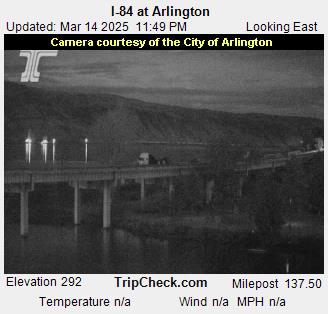 I-84 at Arlington
Updated: Mar 14 2025 11:49 PM Looking East
Camera courtesy of the City of Arlington
Elevation 292 TripCheck.com Milepost 137.50
Temperature n/a Wind n/a MPH n/a